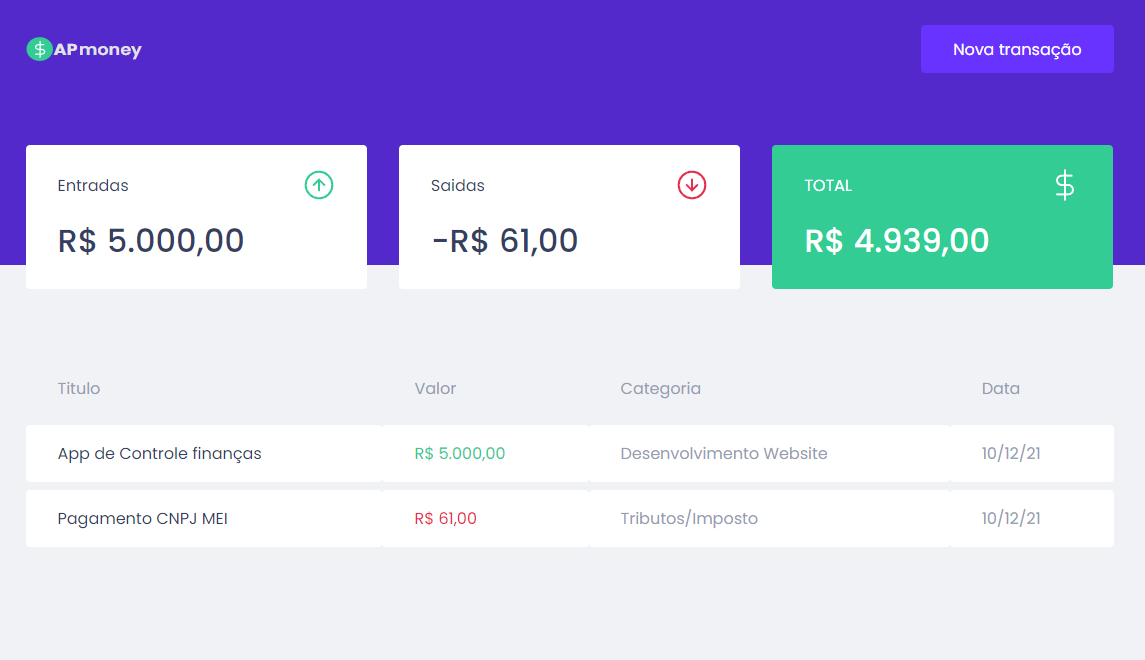 APmoney
Nova transação
Entradas
Saidas
TOTAL
R$ 5.000,00
-R$ 61,00
R$ 4.939,00
Titulo Valor Categoria Data
App de Controle finanças R$ 5.000,00 Desenvolvimento Website 10/12/21
Pagamento CNPJ MEI R$ 61,00 Tributos/Imposto 10/12/21